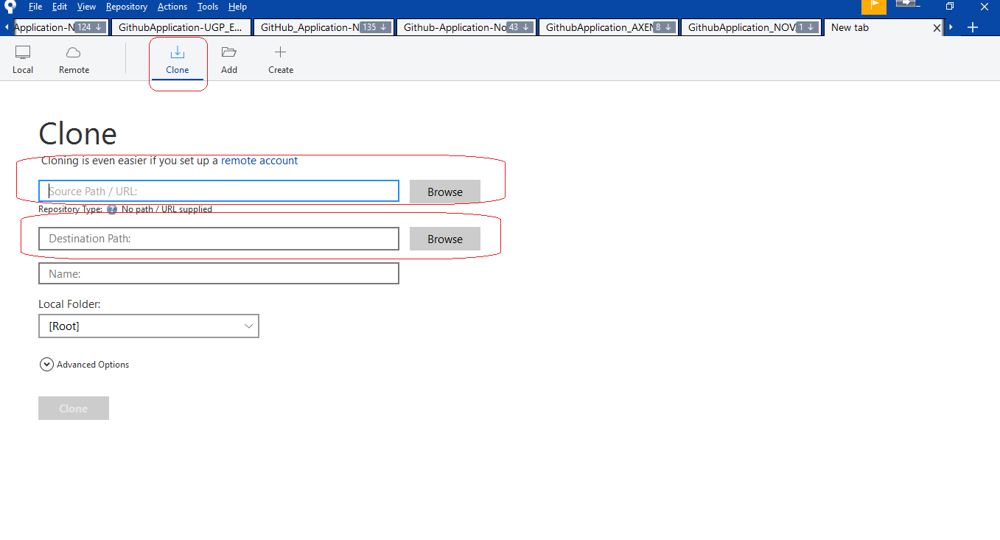 File Edit View Repository Actions Tools Help
Application-N 124 GithubApplication-UGP_E... GitHub_Application-N 135 Github-Application-No 43 GithubApplication_AXEN 8 GithubApplication_NOV 1 New tab
Local Remote Clone Add Create
Clone
Cloning is even easier if you set up a remote account
Source Path / URL: Browse
Repository Type: ? No path / URL supplied
Destination Path: Browse
Name:
Local Folder:
[Root]
Advanced Options
Clone